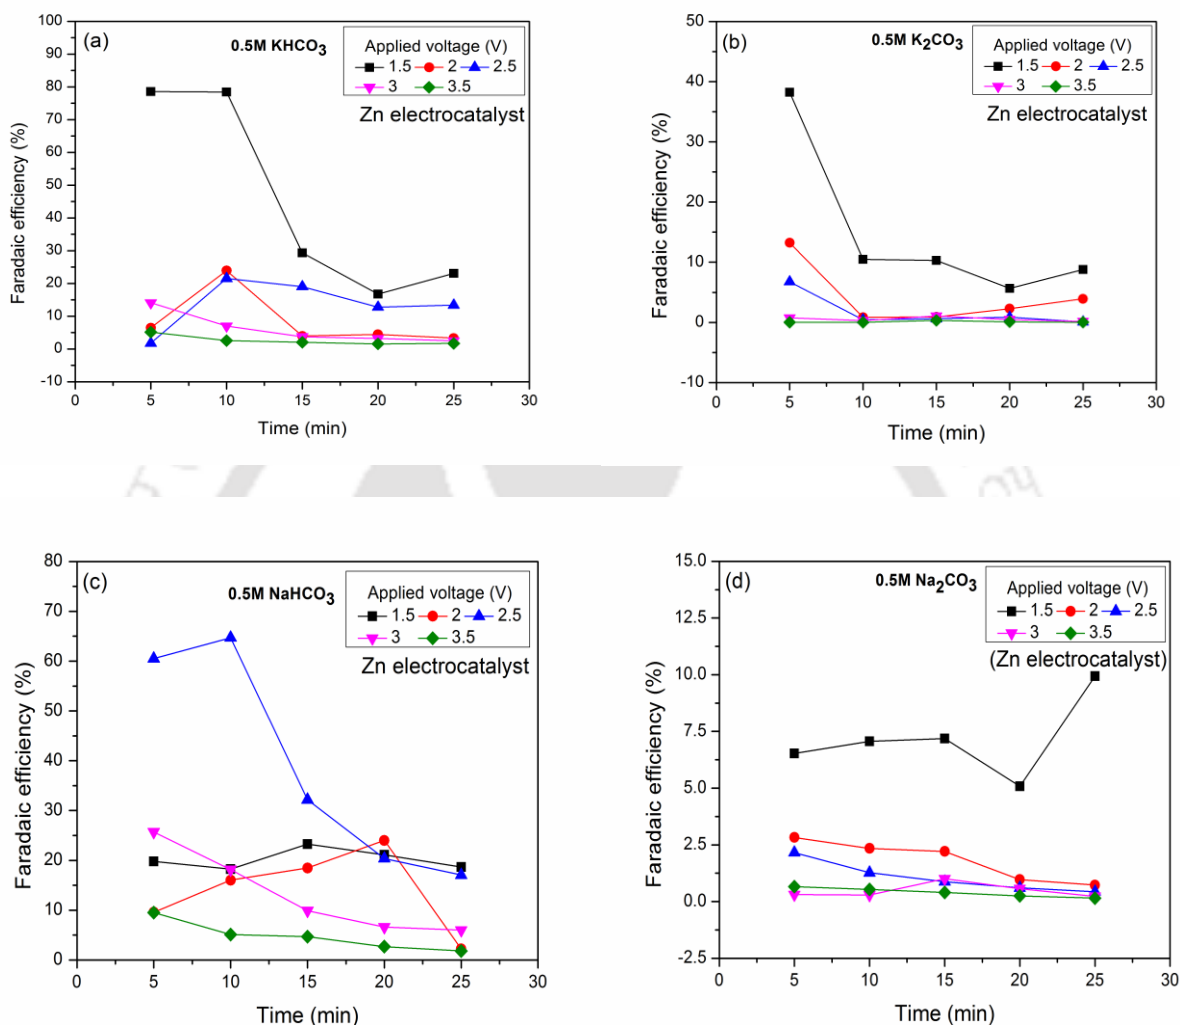 (a)
0.5M KHCO₃
Applied voltage (V)
1.5 2 2.5
3 3.5
Zn electrocatalyst
Faradaic efficiency (%)
100
90
80
70
60
50
40
30
20
10
0
-10
0 5 10 15 20 25 30
Time (min)
(b)
0.5M K₂CO₃
Applied voltage (V)
1.5 2 2.5
3 3.5
Zn electrocatalyst
Faradaic efficiency (%)
50
40
30
20
10
0
-10
0 5 10 15 20 25 30
Time (min)
(c)
0.5M NaHCO₃
Applied voltage (V)
1.5 2 2.5
3 3.5
Zn electrocatalyst
Faradaic efficiency (%)
80
70
60
50
40
30
20
10
0
0 5 10 15 20 25 30
Time (min)
(d)
0.5M Na₂CO₃
Applied voltage (V)
1.5 2 2.5
3 3.5
(Zn electrocatalyst)
Faradaic efficiency (%)
15.0
12.5
10.0
7.5
5.0
2.5
0.0
-2.5
0 5 10 15 20 25 30
Time (min)